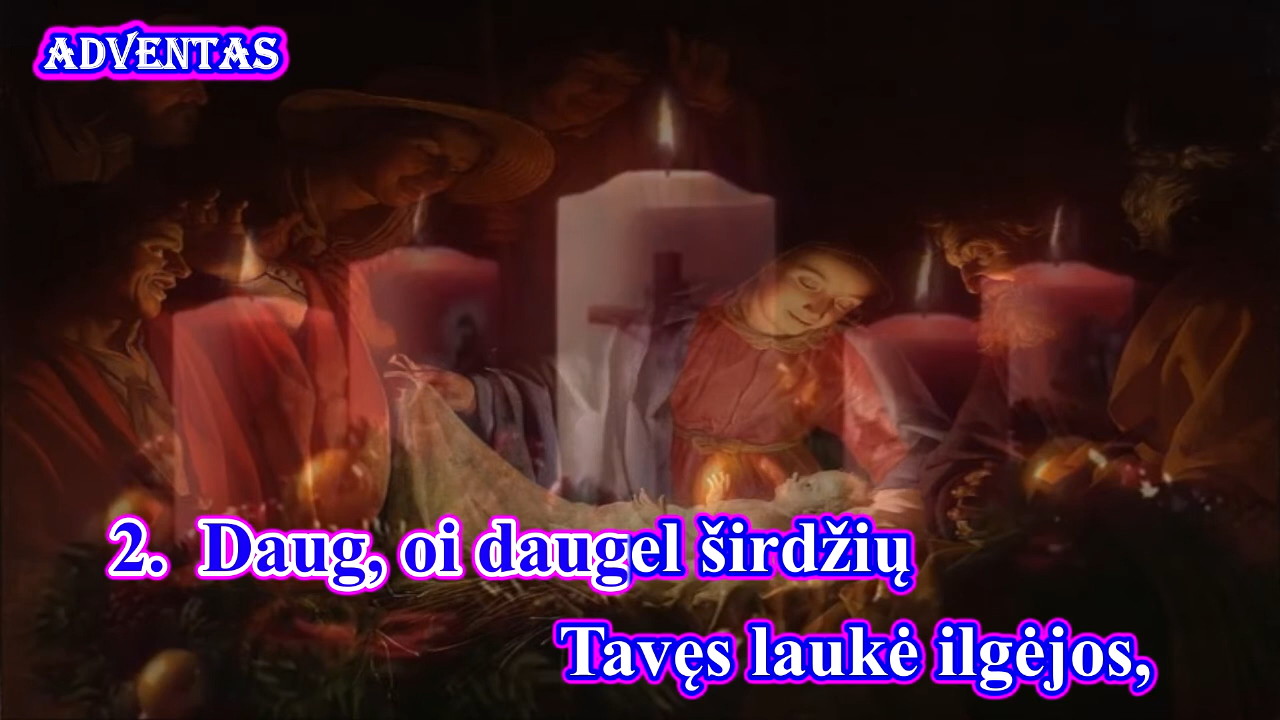 ADVENTAS
2. Daug, oi daugel širdžių
Tavęs laukė ilgėjos,